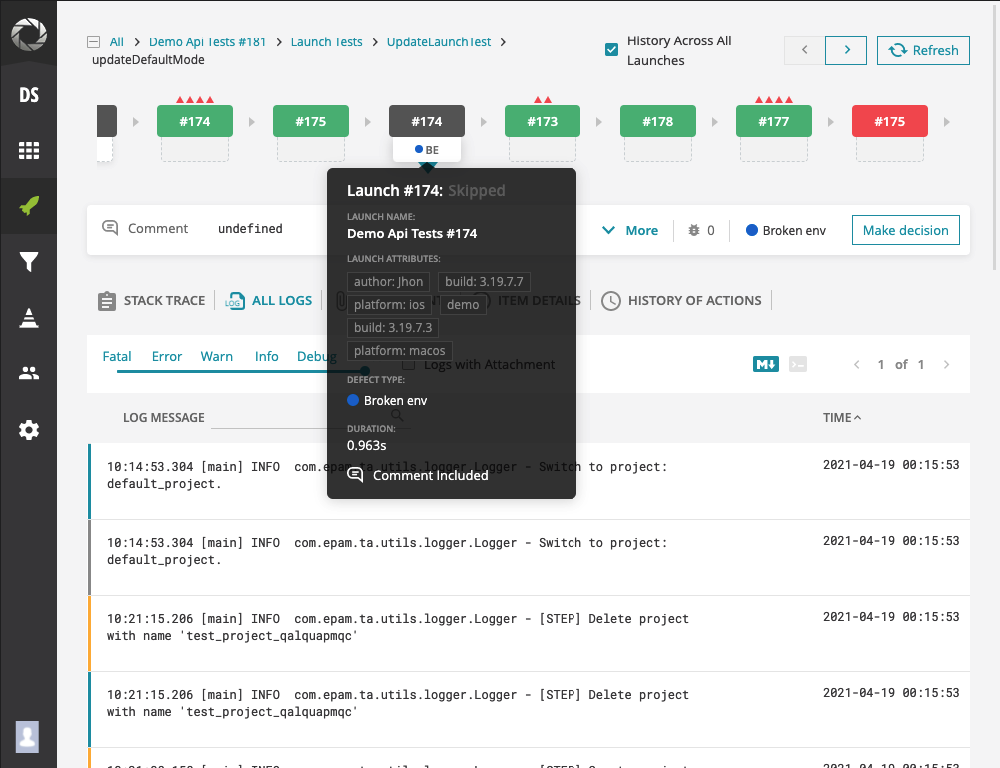 All > Demo Api Tests #181 > Launch Tests > UpdateLaunchTest >
updateDefaultMode
History Across All
Launches
Refresh
DS
#174 #175 #174 #173 #178 #177 #175
BE
Launch #174: Skipped
LAUNCH NAME:
Demo Api Tests #174
LAUNCH ATTRIBUTES:
author: Jhon build: 3.19.7.7
platform: ios demo
build: 3.19.7.3
platform: macos
DEFECT TYPE:
Broken env
DURATION:
0.963s
Comment Included
Comment undefined
More 0 Broken env Make decision
STACK TRACE LOG ALL LOGS ITEM DETAILS HISTORY OF ACTIONS
Fatal Error Warn Info Debug
Logs with Attachment
M 1 of 1
LOG MESSAGE TIME
10:14:53.304 [main] INFO com.epam.ta.utils.logger.Logger - Switch to project: 2021-04-19 00:15:53
default_project.
10:14:53.304 [main] INFO com.epam.ta.utils.logger.Logger - Switch to project: 2021-04-19 00:15:53
default_project.
10:21:15.206 [main] INFO com.epam.ta.utils.logger.Logger - [STEP] Delete project 2021-04-19 00:15:53
with name 'test_project_qalquapmqc'
10:21:15.206 [main] INFO com.epam.ta.utils.logger.Logger - [STEP] Delete project 2021-04-19 00:15:53
with name 'test_project_qalquapmqc'